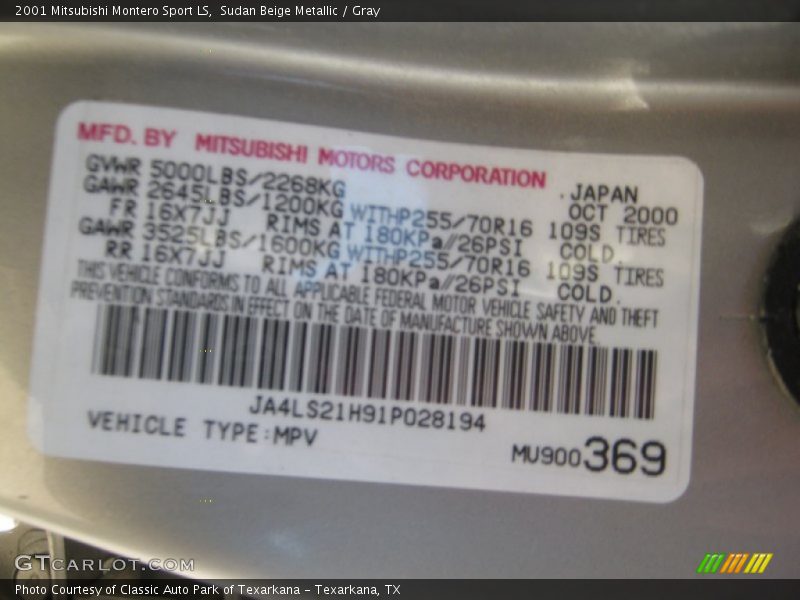 2001 Mitsubishi Montero Sport LS,  Sudan Beige Metallic / Gray
MFD. BY MITSUBISHI MOTORS CORPORATION
.JAPAN
GVWR 5000LBS/2268KG OCT 2000
GAWR 2645LBS/1200KG WITHP255/70R16 109S TIRES
FR 16X7JJ RIMS AT 180KPa//26PSI COLD.
GAWR 3525LBS/1600KG WITHP255/70R16 109S TIRES
RR 16X7JJ RIMS AT 180KPa//26PSI COLD.
THIS VEHICLE CONFORMS TO ALL APPLICABLE FEDERAL MOTOR VEHICLE SAFETY AND THEFT
PREVENTION STANDARDS IN EFFECT ON THE DATE OF MANUFACTURE SHOWN ABOVE.
JA4LS21H91P028194
VEHICLE TYPE:MPV
MU900369
GTCARLOT.COM
Photo Courtesy of Classic Auto Park of Texarkana – Texarkana, TX